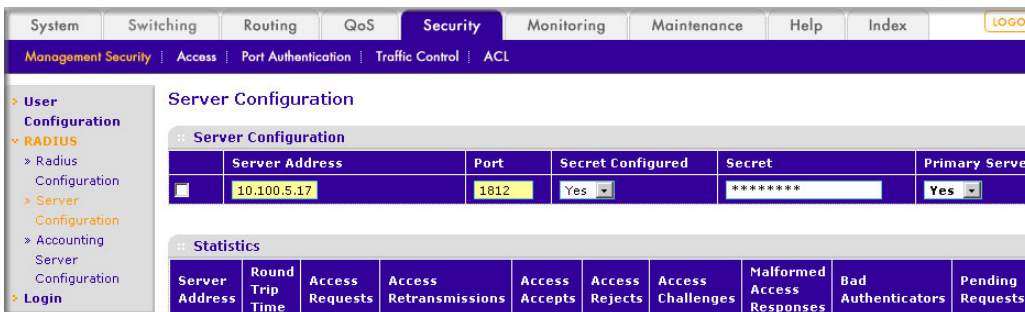 System Switching Routing QoS Security Monitoring Maintenance Help Index LOGO
Management Security Access Port Authentication Traffic Control ACL
User
Configuration
RADIUS
» Radius
Configuration
» Server
Configuration
» Accounting
Server
Configuration
Login
Server Configuration
Server Configuration
Server Address Port Secret Configured Secret Primary Serve
10.100.5.17 1812 Yes ******** Yes
Statistics
Server Address Round Trip Time Access Requests Access Retransmissions Access Accepts Access Rejects Access Challenges Malformed Access Responses Bad Authenticators Pending Requests